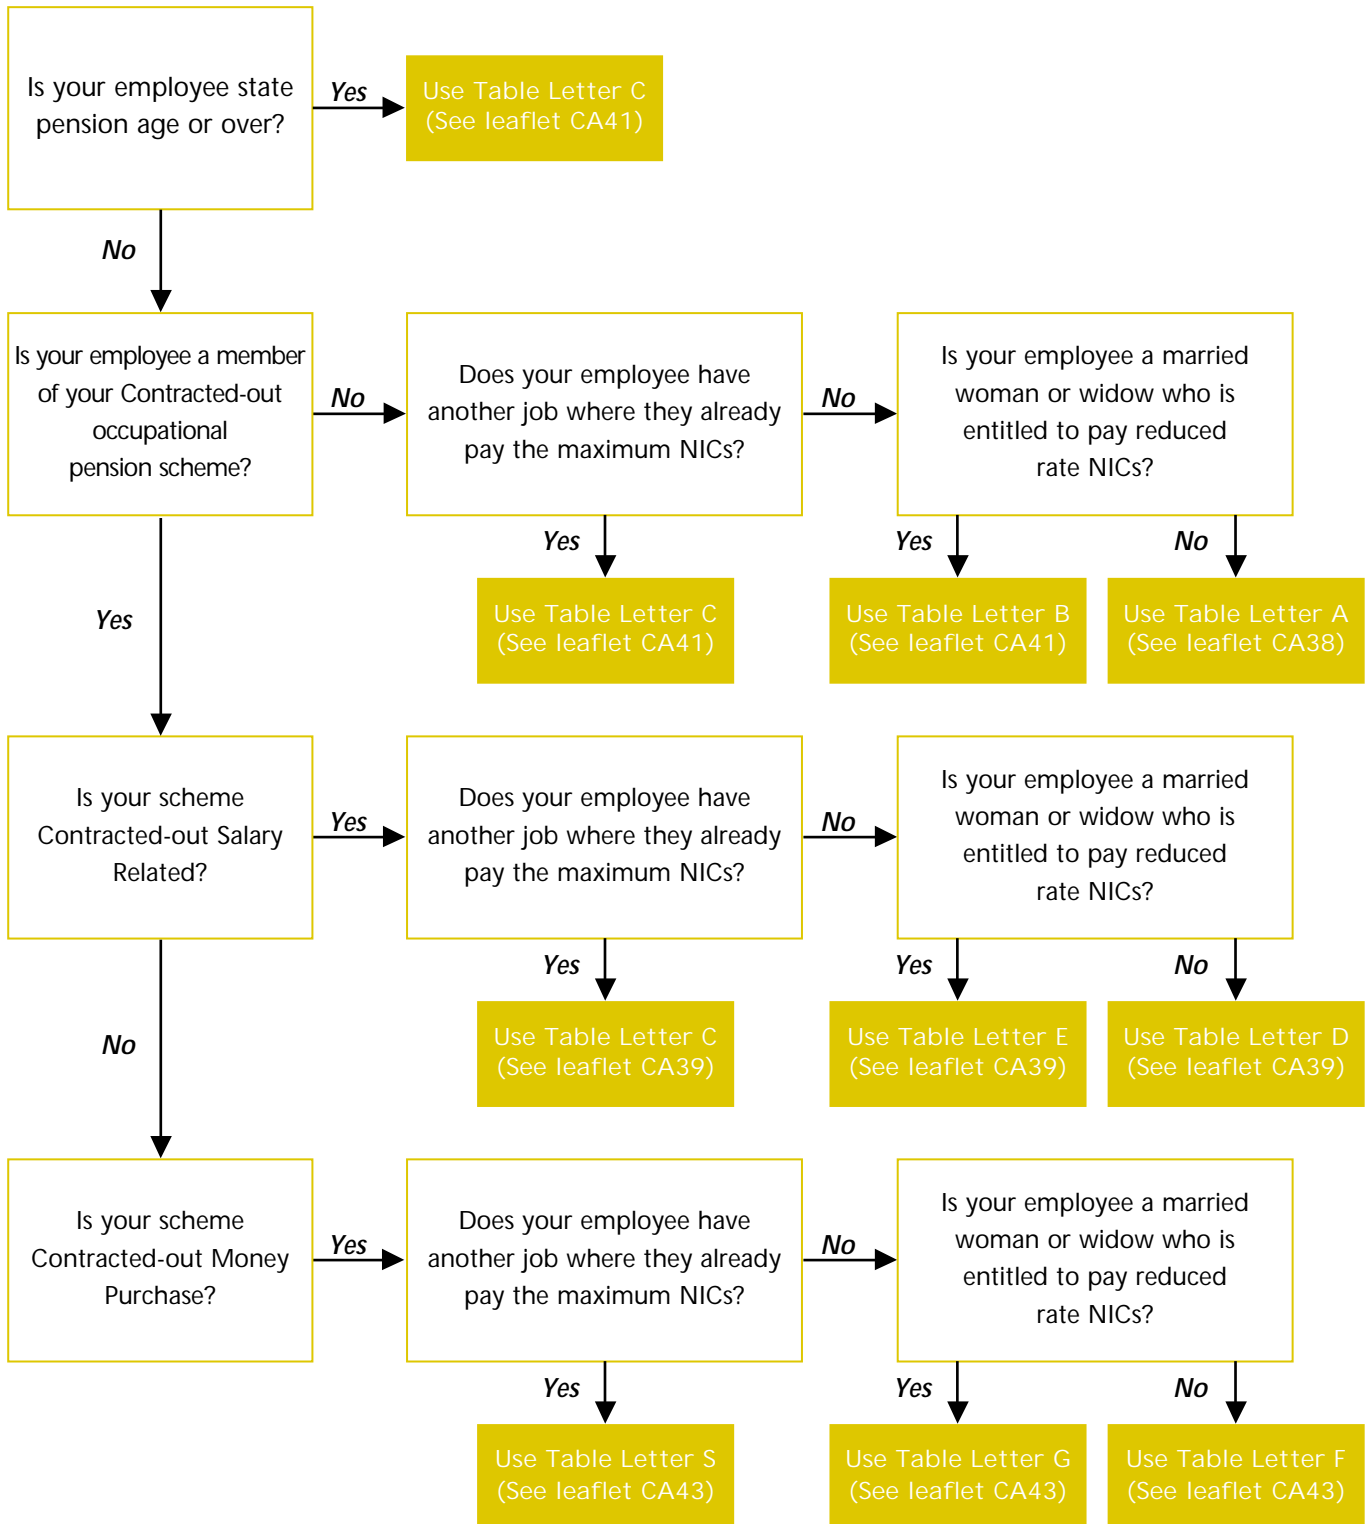 Is your employee state
pension age or over?
Yes
Use Table Letter C
(See leaflet CA41)
No
Is your employee a member
of your Contracted-out
occupational
pension scheme?
No
Does your employee have
another job where they already
pay the maximum NICs?
No
Is your employee a married
woman or widow who is
entitled to pay reduced
rate NICs?
Yes
Yes
Yes
No
Use Table Letter C
(See leaflet CA41)
Use Table Letter B
(See leaflet CA41)
Use Table Letter A
(See leaflet CA38)
Is your scheme
Contracted-out Salary
Related?
Yes
Does your employee have
another job where they already
pay the maximum NICs?
No
Is your employee a married
woman or widow who is
entitled to pay reduced
rate NICs?
No
Yes
Yes
No
Use Table Letter C
(See leaflet CA39)
Use Table Letter E
(See leaflet CA39)
Use Table Letter D
(See leaflet CA39)
Is your scheme
Contracted-out Money
Purchase?
Yes
Does your employee have
another job where they already
pay the maximum NICs?
No
Is your employee a married
woman or widow who is
entitled to pay reduced
rate NICs?
Yes
Yes
No
Use Table Letter S
(See leaflet CA43)
Use Table Letter G
(See leaflet CA43)
Use Table Letter F
(See leaflet CA43)